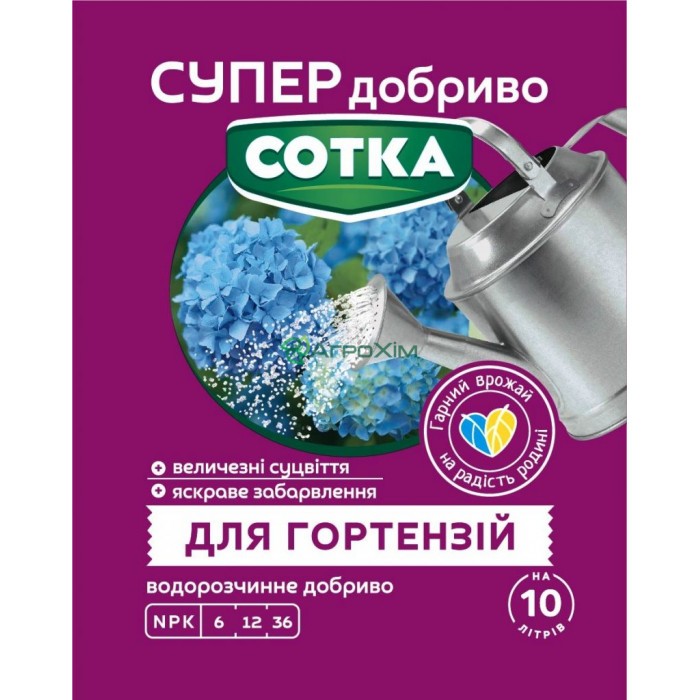 СУПЕР добриво
СОТКА
АГРОХІМ
Гарний врожай
на радість родині
+ величезні суцвіття
+ яскраве забарвлення
ДЛЯ ГОРТЕНЗІЙ
водорозчинне добриво
NPK 6 12 36
НА
10
ЛІТРІВ